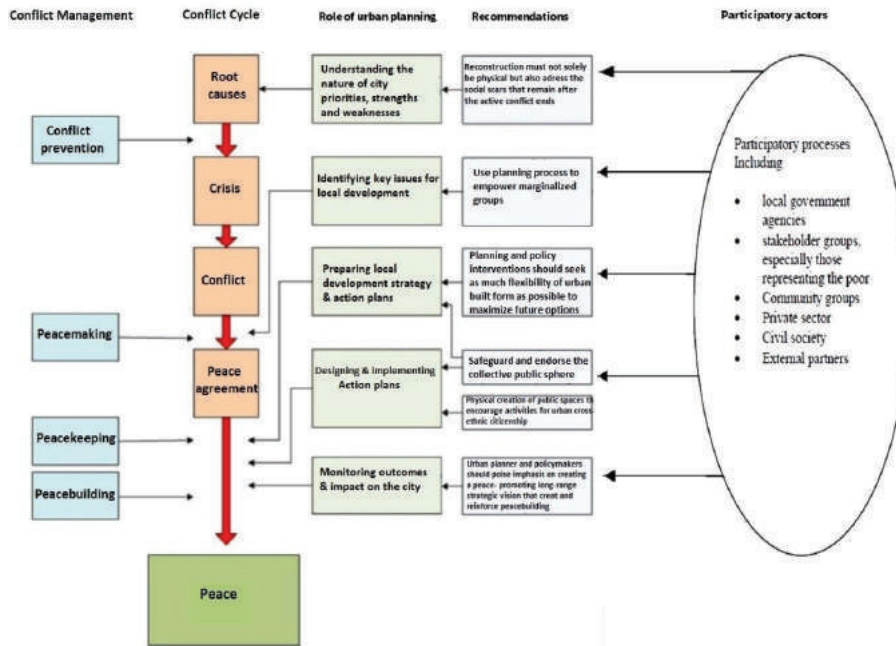 Conflict Management
Conflict Cycle
Role of urban planning
Recommendations
Participatory actors
Root
causes
Understanding the
nature of city
priorities, strengths
and weaknesses
Reconstruction must not solely
be physical but also adress the
social scars that remain after
the active conflict ends
Conflict
prevention
Crisis
Identifying key issues for
local development
Use planning process to
empower marginalized
groups
Conflict
Preparing local
development strategy
& action plans
Planning and policy
interventions should seek
as much flexibility of urban
built form as possible to
maximize future options
Peacemaking
Peace
agreement
Designing & implementing
Action plans
Safeguard and endorse the
collective public sphere
Physical creation of public spaces t
encourage activities for urban cross-
ethnic citizenship
Peacekeeping
Peacebuilding
Monitoring outcomes
& impact on the city
Urban planner and policymakers
should poise imphasis on creating
a peace- promoting long-range
strategic vision that creat and
reinforce peacebuilding
Peace
Participatory processes
Including
• local government
agencies
• stakeholder groups,
especially those
representing the poor
• Community groups
• Private sector
• Civil society
• External partners